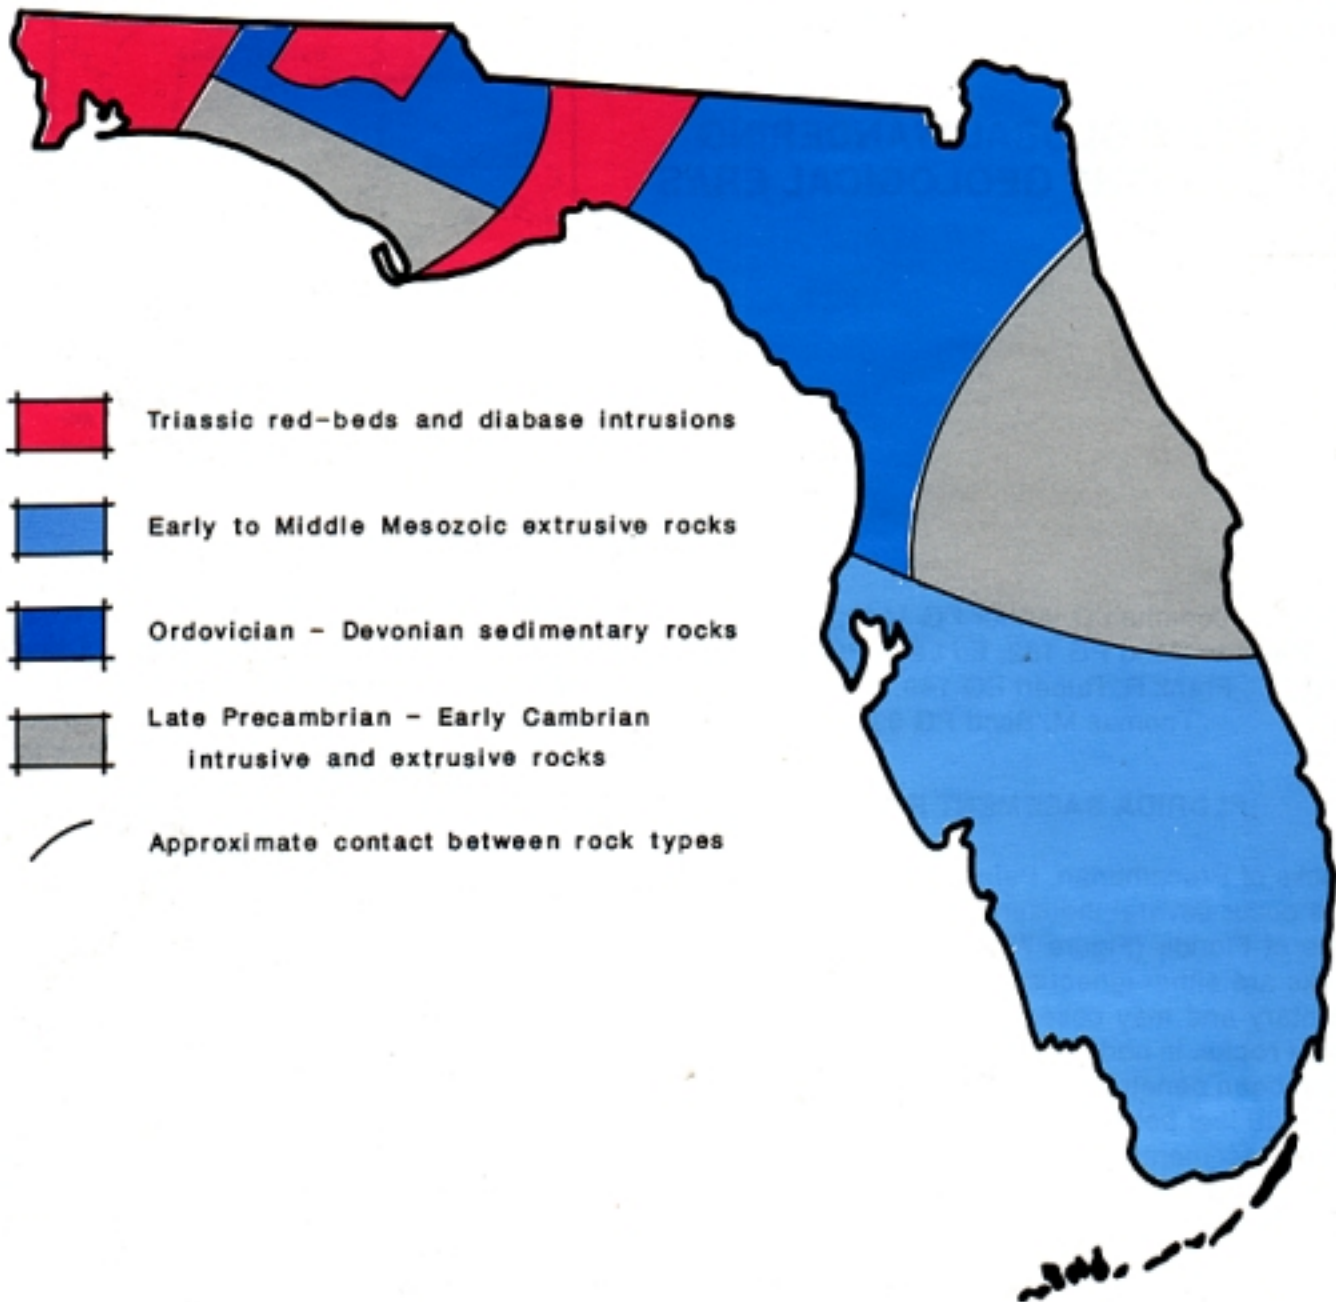 Triassic red-beds and diabase intrusions
Early to Middle Mesozoic extrusive rocks
Ordovician - Devonian sedimentary rocks
Late Precambrian - Early Cambrian
intrusive and extrusive rocks
Approximate contact between rock types